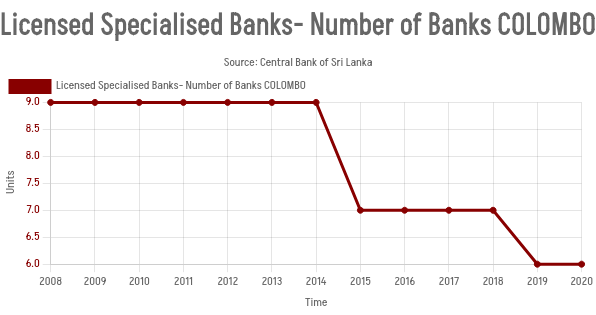 Licensed Specialised Banks- Number of Banks COLOMBO
Source: Central Bank of Sri Lanka
Licensed Specialised Banks- Number of Banks COLOMBO
9.0
8.5
8.0
7.5
7.0
6.5
6.0
Units
2008 2009 2010 2011 2012 2013 2014 2015 2016 2017 2018 2019 2020
Time